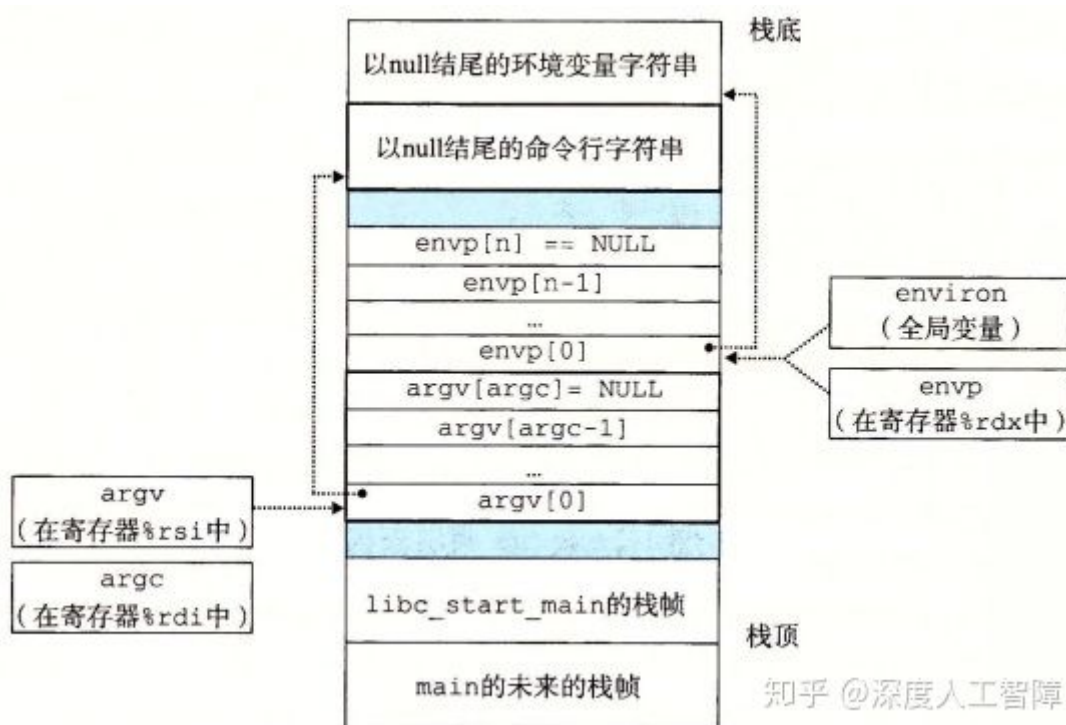 栈底
以null结尾的环境变量字符串
以null结尾的命令行字符串
envp[n] == NULL
envp[n-1]
…
envp[0]
argv[argc]= NULL
argv[argc-1]
…
argv[0]
environ
(全局变量)
envp
(在寄存器%rdx中)
argv
(在寄存器%rsi中)
argc
(在寄存器%rdi中)
libc_start_main的栈帧
栈顶
main的未来的栈帧
知乎 @深度人工智障